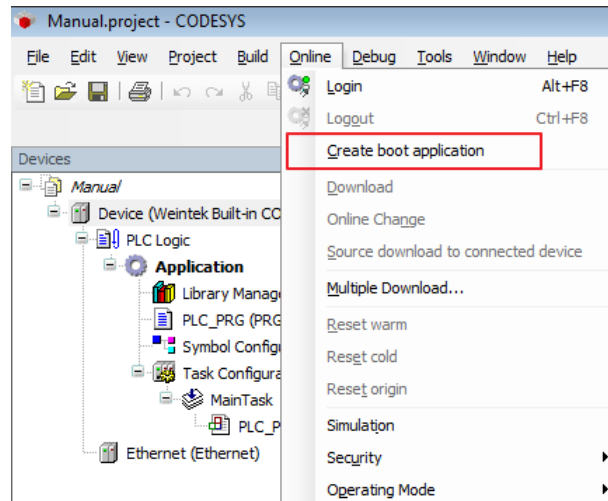 Manual.project - CODESYS
File Edit View Project Build Online Debug Tools Window Help
Login Alt+F8
Logout Ctrl+F8
Create boot application
Download
Online Change
Source download to connected device
Multiple Download...
Reset warm
Reset cold
Reset origin
Simulation
Security
Operating Mode
Devices
Manual
Device (Weintek Built-in CO
PLC Logic
Application
Library Manag
PLC_PRG (PRG
Symbol Configu
Task Configura
MainTask
PLC_P
Ethernet (Ethernet)